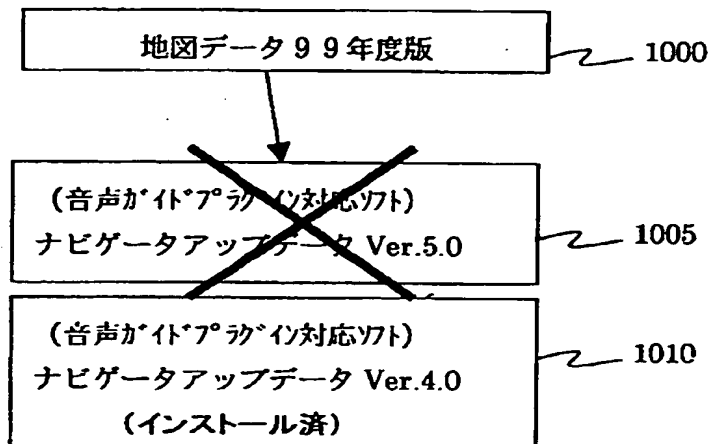 地図データ９９年度版
1000
(音声ｶﾞｲﾄﾞﾌﾟﾗｸﾞｲﾝ対応ｿﾌﾄ)
ナビゲータアップデータ Ver.5.0
1005
(音声ｶﾞｲﾄﾞﾌﾟﾗｸﾞｲﾝ対応ｿﾌﾄ)
ナビゲータアップデータ Ver.4.0
(インストール済)
1010